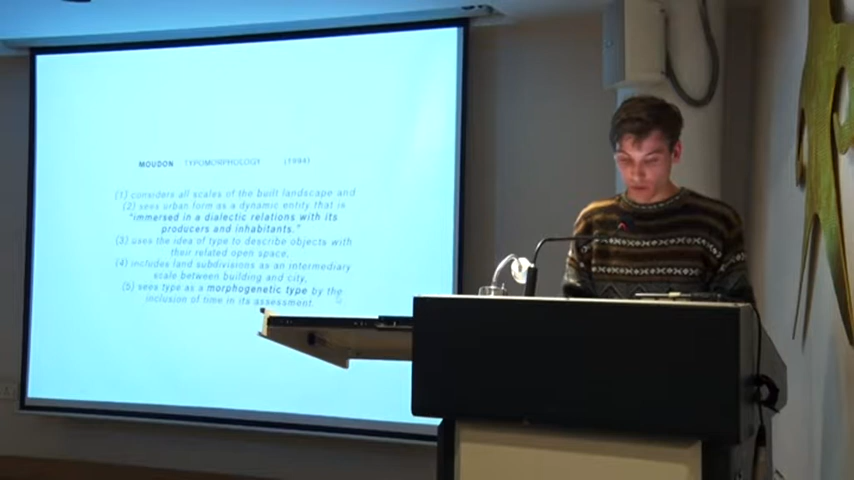 MOUDON TYPOMORPHOLOGY (1994)
(1) considers all scales of the built landscape and
(2) sees urban form as a dynamic entity that is
"immersed in a dialectic relations with its
producers and inhabitants."
(3) uses the idea of type to describe objects with
their related open space,
(4) includes land subdivisions as an intermediary
scale between building and city,
(5) sees type as a morphogenetic type by the
inclusion of time in its assessment.